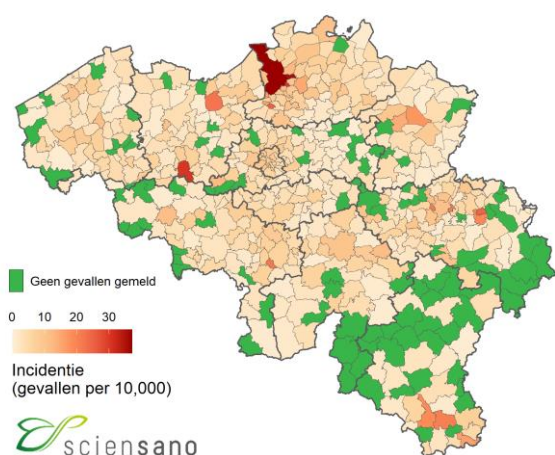 Geen gevallen gemeld
0 10 20 30
Incidentie
(gevallen per 10,000)
sciensano